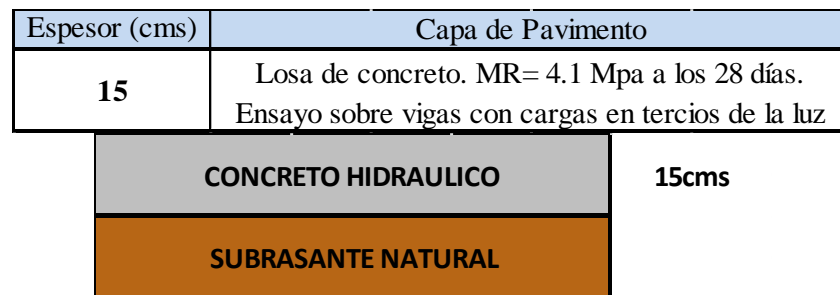 Espesor (cms) Capa de Pavimento
15
Losa de concreto. MR= 4.1 Mpa a los 28 días.
Ensayo sobre vigas con cargas en tercios de la luz
CONCRETO HIDRAULICO 15cms
SUBRASANTE NATURAL